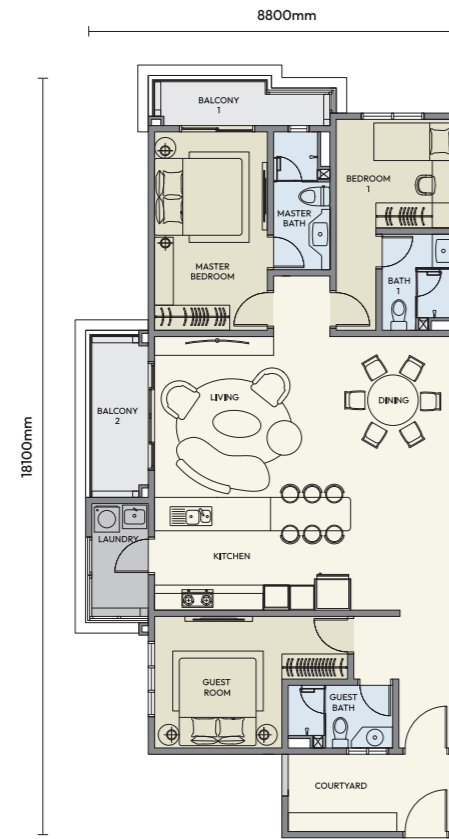 8800mm
18100mm
BALCONY
1
BEDROOM
1
MASTER
BATH
MASTER
BEDROOM
BATH
1
BALCONY
2
LIVING
DINING
LAUNDRY
KITCHEN
GUEST
ROOM
GUEST
BATH
COURTYARD